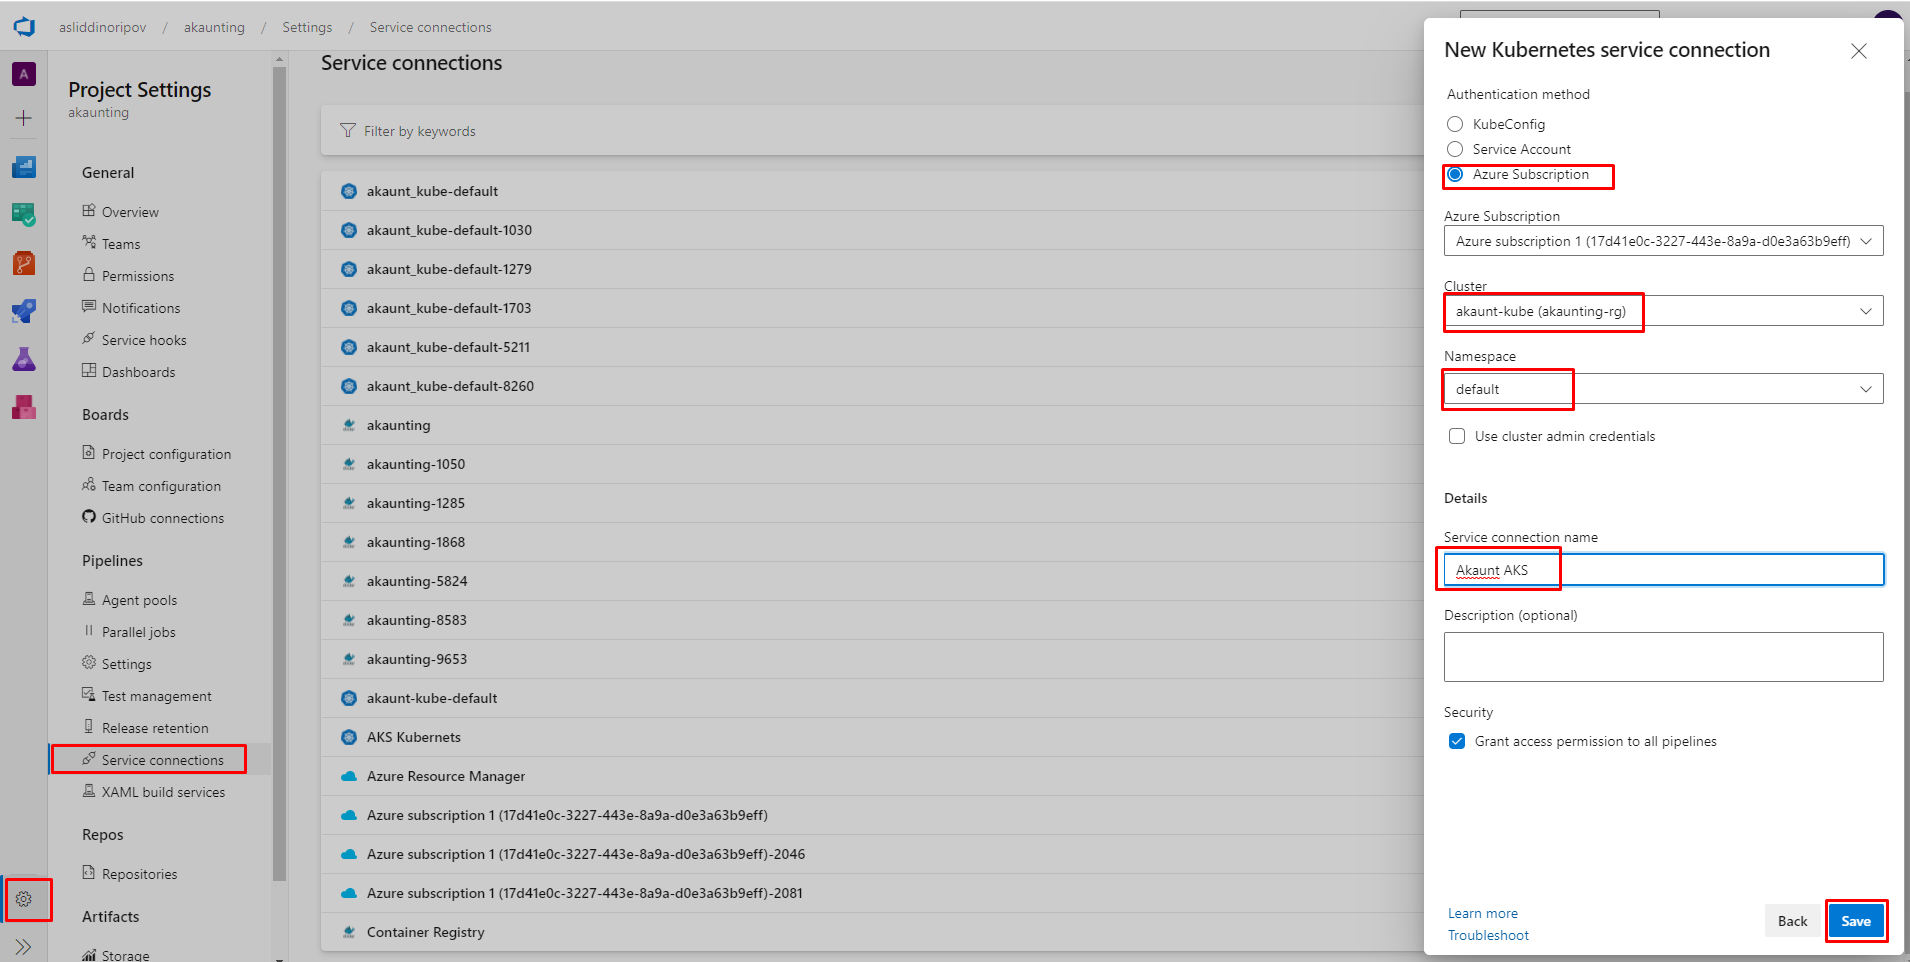 asliddinoripov / akaunting / Settings / Service connections
A
Project Settings
akaunting
General
Overview
Teams
Permissions
Notifications
Service hooks
Dashboards
Boards
Project configuration
Team configuration
GitHub connections
Pipelines
Agent pools
Parallel jobs
Settings
Test management
Release retention
Service connections
XAML build services
Repos
Repositories
Artifacts
Storage
Service connections
Filter by keywords
akaunt_kube-default
akaunt_kube-default-1030
akaunt_kube-default-1279
akaunt_kube-default-1703
akaunt_kube-default-5211
akaunt_kube-default-8260
akaunting
akaunting-1050
akaunting-1285
akaunting-1868
akaunting-5824
akaunting-8583
akaunting-9653
akaunt-kube-default
AKS Kubernets
Azure Resource Manager
Azure subscription 1 (17d41e0c-3227-443e-8a9a-d0e3a63b9eff)
Azure subscription 1 (17d41e0c-3227-443e-8a9a-d0e3a63b9eff)-2046
Azure subscription 1 (17d41e0c-3227-443e-8a9a-d0e3a63b9eff)-2081
Container Registry
New Kubernetes service connection
Authentication method
KubeConfig
Service Account
Azure Subscription
Azure Subscription
Azure subscription 1 (17d41e0c-3227-443e-8a9a-d0e3a63b9eff)
Cluster
akaunt-kube (akaunting-rg)
Namespace
default
Use cluster admin credentials
Details
Service connection name
Akaunt AKS
Description (optional)
Security
Grant access permission to all pipelines
Learn more
Troubleshoot
Back
Save